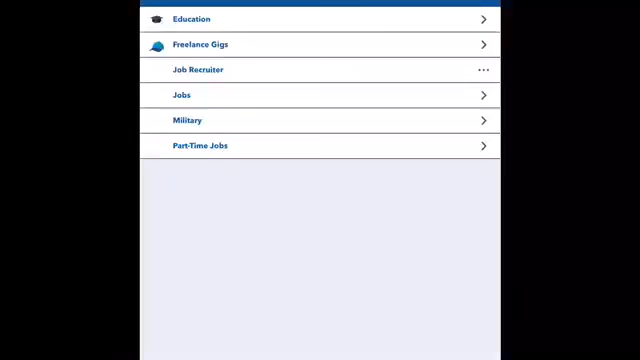 Education
Freelance Gigs
Job Recruiter
Jobs
Military
Part-Time Jobs